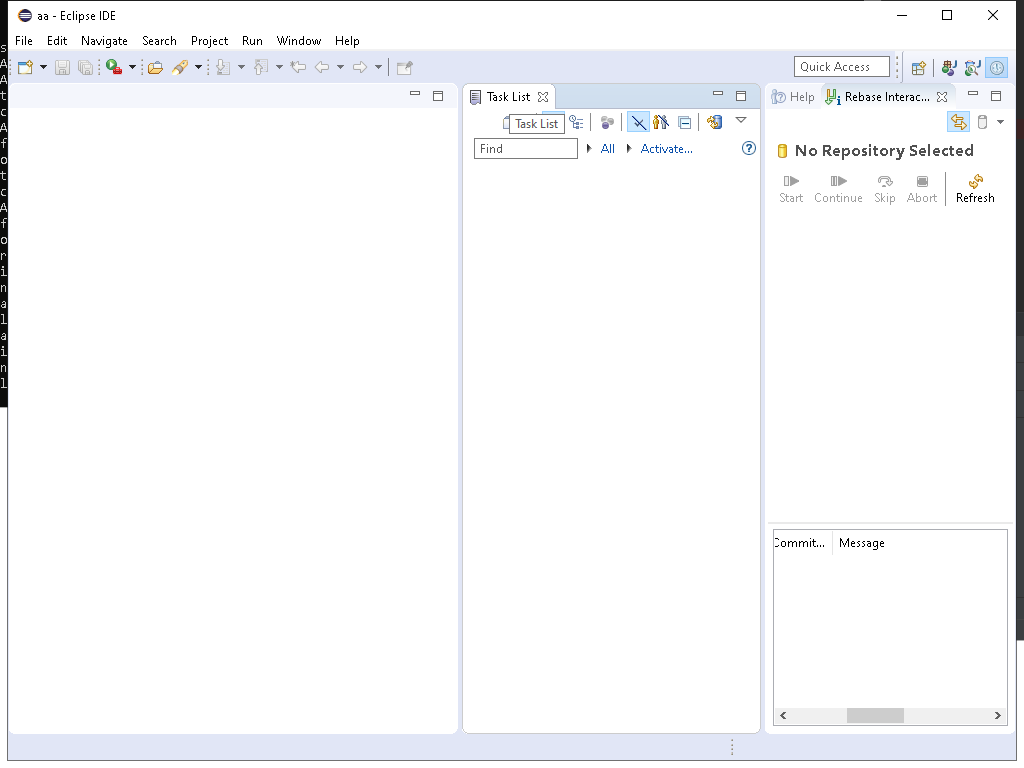 aa - Eclipse IDE
File Edit Navigate Search Project Run Window Help
Quick Access
Task List
Help
Rebase Interac...
Task List
Find
All
Activate...
No Repository Selected
Start Continue Skip Abort Refresh
Commit... Message
s
A
A
t
c
A
f
o
t
c
A
f
o
r
i
n
a
l
a
i
n
l